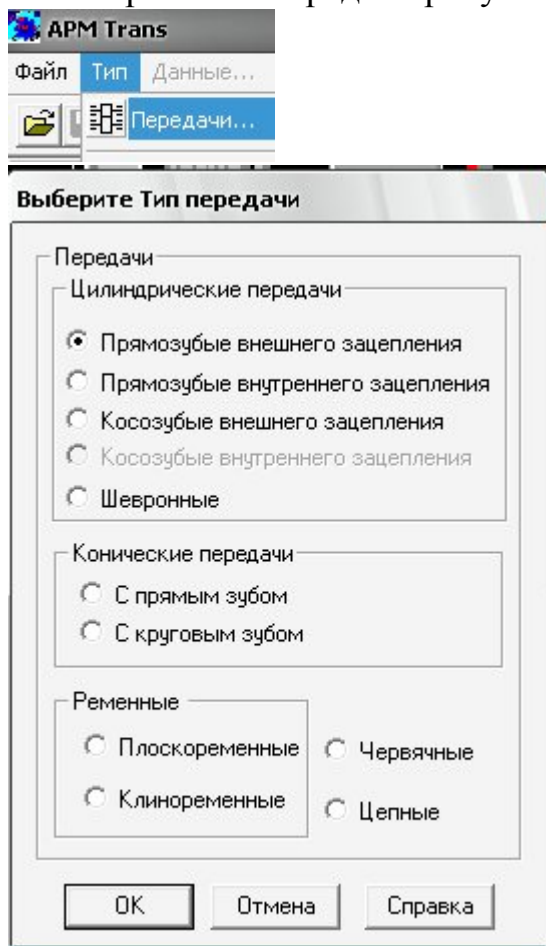 APM Trans
Файл Тип Данные...
Передачи...
Выберите Тип передачи
Передачи
Цилиндрические передачи
Прямозубые внешнего зацепления
Прямозубые внутреннего зацепления
Косозубые внешнего зацепления
Косозубые внутреннего зацепления
Шевронные
Конические передачи
С прямым зубом
С круговым зубом
Ременные
Плоскоременные
Червячные
Клиноременные
Цепные
OK Отмена Справка